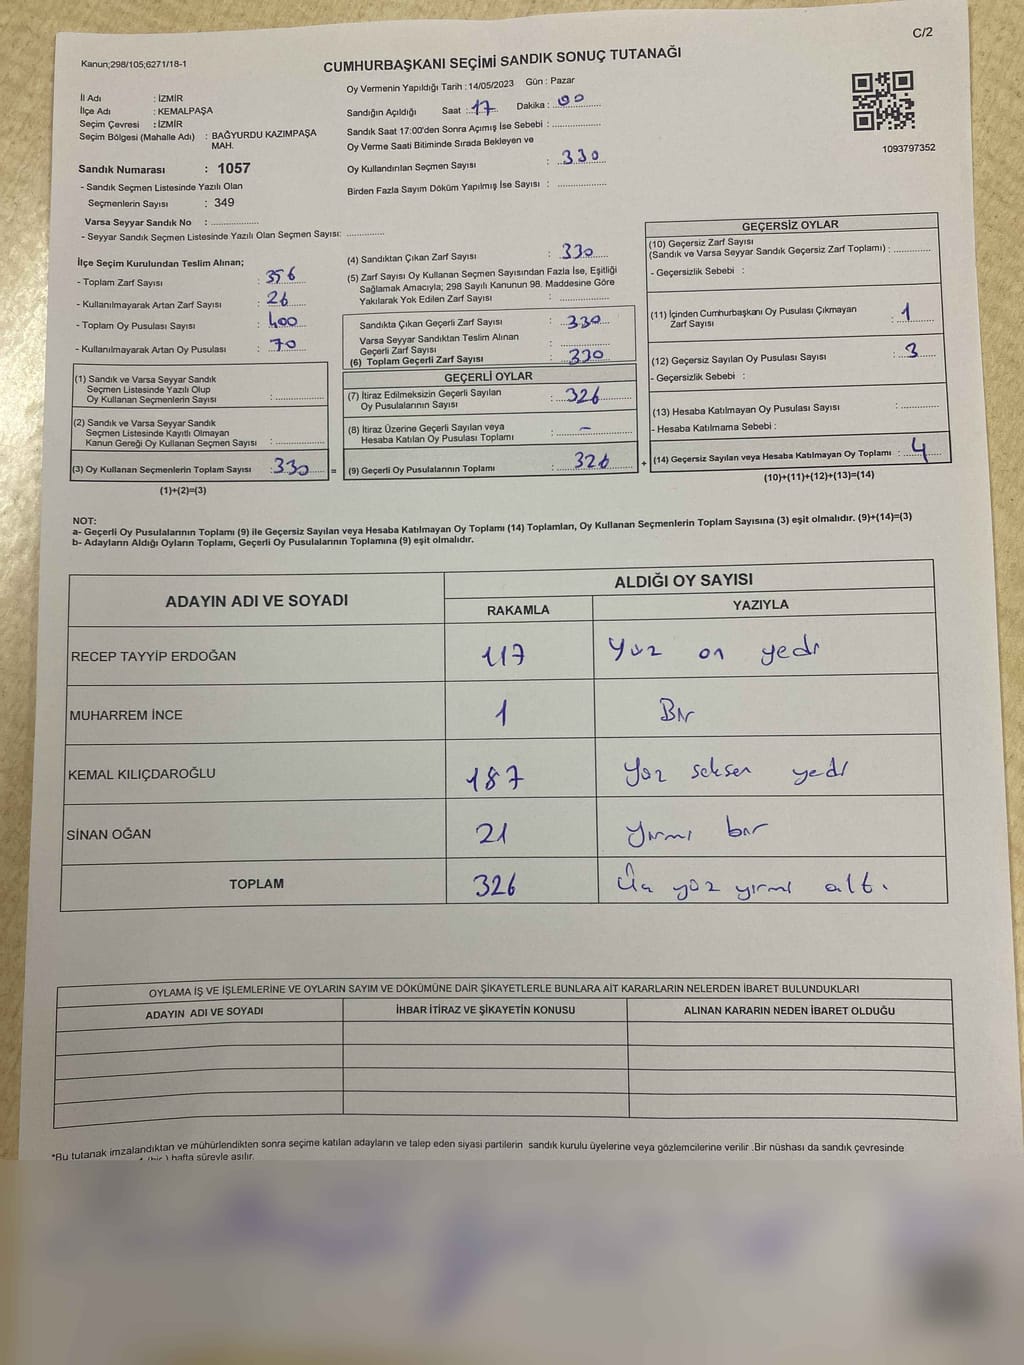 C/2
Kanun;298/105;6271/18-1
CUMHURBAŞKANI SEÇİMİ SANDIK SONUÇ TUTANAĞI
İl Adı : İZMİR
İlçe Adı : KEMALPAŞA
Seçim Çevresi : İZMİR
Seçim Bölgesi (Mahalle Adı) : BAĞYURDU KAZIMPAŞA MAH.
Sandık Numarası : 1057
- Sandık Seçmen Listesinde Yazılı Olan
Seçmenlerin Sayısı : 349
Varsa Seyyar Sandık No : ....................
- Seyyar Sandık Seçmen Listesinde Yazılı Olan Seçmen Sayısı: ...............
Oy Vermenin Yapıldığı Tarih : 14/05/2023 Gün : Pazar
Sandığın Açıldığı Saat : 17 Dakika : 00
Sandık Saat 17:00'den Sonra Açımış İse Sebebi : ....................
Oy Verme Saati Bitiminde Sırada Bekleyen ve
Oy Kullandırılan Seçmen Sayısı : 330
Birden Fazla Sayım Döküm Yapılmış İse Sayısı : ....................
1093797352
İlçe Seçim Kurulundan Teslim Alınan;
- Toplam Zarf Sayısı : 356
- Kullanılmayarak Artan Zarf Sayısı : 26
- Toplam Oy Pusulası Sayısı : 400
- Kullanılmayarak Artan Oy Pusulası : 70
(1) Sandık ve Varsa Seyyar Sandık
Seçmen Listesinde Yazılı Olup
Oy Kullanan Seçmenlerin Sayısı : ....................
(2) Sandık ve Varsa Seyyar Sandık
Seçmen Listesinde Kayıtlı Olmayan
Kanun Gereği Oy Kullanan Seçmen Sayısı : ....................
(3) Oy Kullanan Seçmenlerin Toplam Sayısı : 330 =
(1)+(2)=(3)
(4) Sandıktan Çıkan Zarf Sayısı : 330
(5) Zarf Sayısı Oy Kullanan Seçmen Sayısından Fazla İse, Eşitliği
Sağlamak Amacıyla; 298 Sayılı Kanunun 98. Maddesine Göre
Yakılarak Yok Edilen Zarf Sayısı : ....................
Sandıkta Çıkan Geçerli Zarf Sayısı : 330
Varsa Seyyar Sandıktan Teslim Alınan
Geçerli Zarf Sayısı : ....................
(6) Toplam Geçerli Zarf Sayısı : 330
GEÇERLİ OYLAR
(7) İtiraz Edilmeksizin Geçerli Sayılan
Oy Pusulalarının Sayısı : 326
(8) İtiraz Üzerine Geçerli Sayılan veya
Hesaba Katılan Oy Pusulası Toplamı : -
(9) Geçerli Oy Pusulalarının Toplamı : 326 +
GEÇERSİZ OYLAR
(10) Geçersiz Zarf Sayısı
(Sandık ve Varsa Seyyar Sandık Geçersiz Zarf Toplamı) : ...............
- Geçersizlik Sebebi :
(11) İçinden Cumhurbaşkanı Oy Pusulası Çıkmayan
Zarf Sayısı : 1
(12) Geçersiz Sayılan Oy Pusulası Sayısı : 3
- Geçersizlik Sebebi :
(13) Hesaba Katılmayan Oy Pusulası Sayısı : ...............
- Hesaba Katılmama Sebebi :
(14) Geçersiz Sayılan veya Hesaba Katılmayan Oy Toplamı : 4
(10)+(11)+(12)+(13)=(14)
NOT:
a- Geçerli Oy Pusulalarının Toplamı (9) ile Geçersiz Sayılan veya Hesaba Katılmayan Oy Toplamı (14) Toplamları, Oy Kullanan Seçmenlerin Toplam Sayısına (3) eşit olmalıdır. (9)+(14)=(3)
b- Adayların Aldığı Oyların Toplamı, Geçerli Oy Pusulalarının Toplamına (9) eşit olmalıdır.
ADAYIN ADI VE SOYADI
ALDIĞI OY SAYISI
RAKAMLA YAZIYLA
RECEP TAYYİP ERDOĞAN 117 Yüz on yedi
MUHARREM İNCE 1 Bir
KEMAL KILIÇDAROĞLU 187 Yüz seksen yedi
SİNAN OĞAN 21 Yirmi bir
TOPLAM 326 Üç yüz yirmi altı
OYLAMA İŞ VE İŞLEMLERİNE VE OYLARIN SAYIM VE DÖKÜMÜNE DAİR ŞİKAYETLERLE BUNLARA AİT KARARLARIN NELERDEN İBARET BULUNDUKLARI
ADAYIN ADI VE SOYADI İHBAR İTİRAZ VE ŞİKAYETİN KONUSU ALINAN KARARIN NEDEN İBARET OLDUĞU
*Bu tutanak imzalandıktan ve mühürlendikten sonra seçime katılan adayların ve talep eden siyasi partilerin sandık kurulu üyelerine veya gözlemcilerine verilir .Bir nüshası da sandık çevresinde
hafta süreyle asılır.